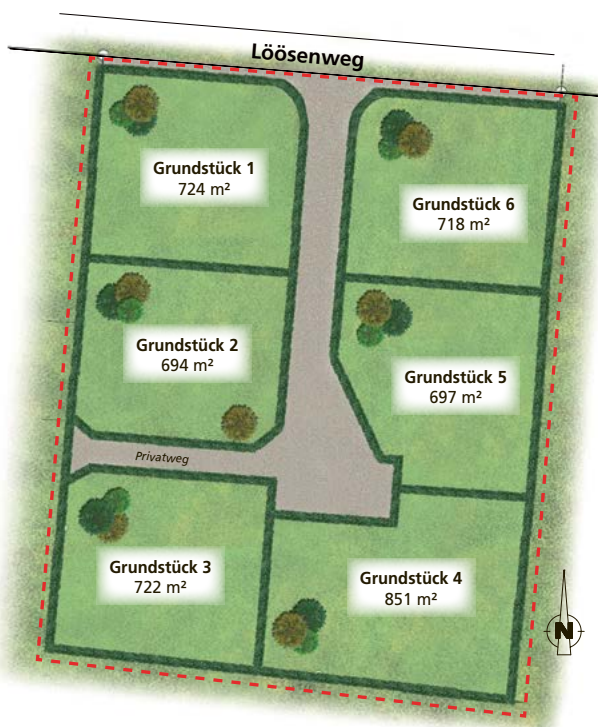 Löösenweg
Grundstück 1
724 m²
Grundstück 6
718 m²
Grundstück 2
694 m²
Grundstück 5
697 m²
Privatweg
Grundstück 3
722 m²
Grundstück 4
851 m²
N